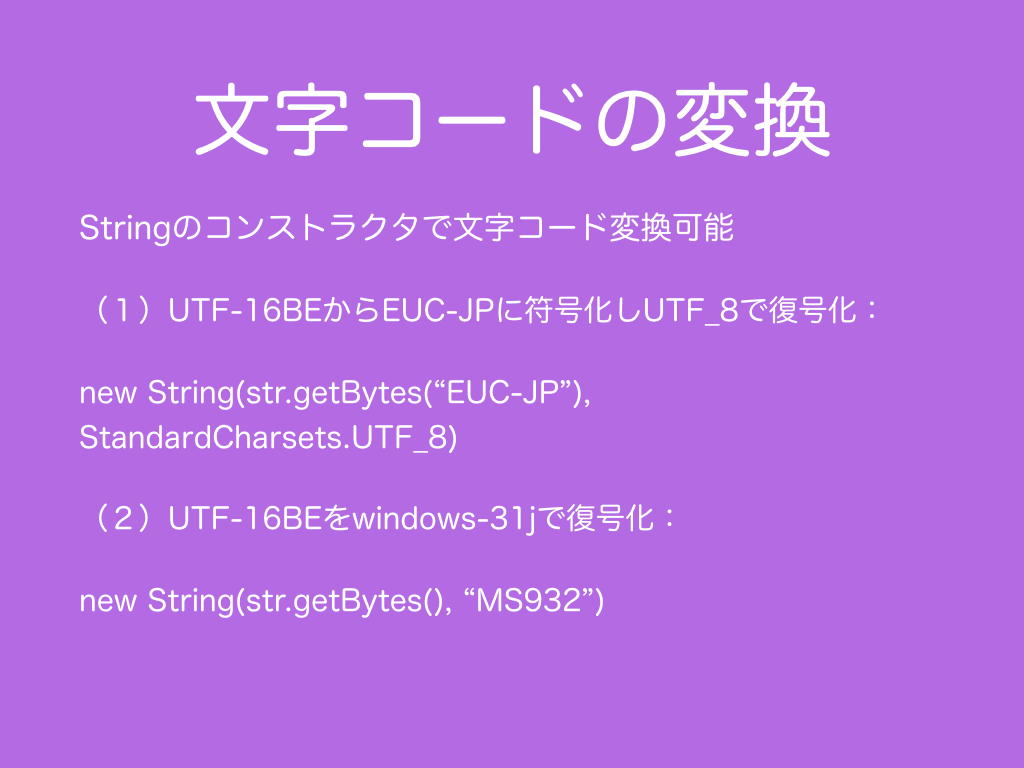 文字コードの変換
Stringのコンストラクタで文字コード変換可能
（１）UTF-16BEからEUC-JPに符号化しUTF_8で復号化：
new String(str.getBytes(“EUC-JP”),
StandardCharsets.UTF_8)
（２）UTF-16BEをwindows-31jで復号化：
new String(str.getBytes(), “MS932”)